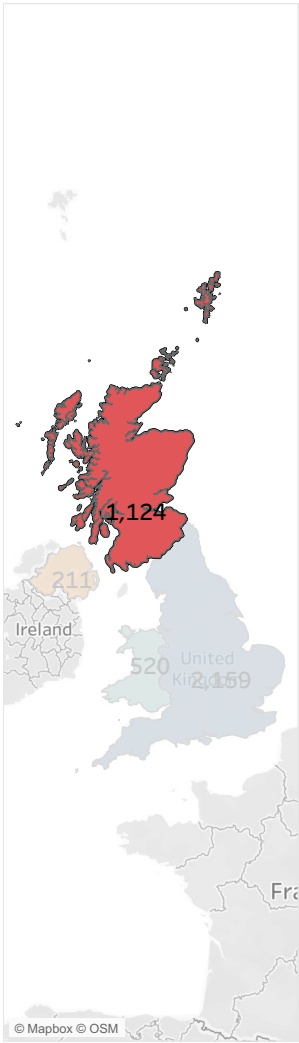 1,124
211
Ireland
520
United
Kingdom
2,159
Fra
© Mapbox © OSM